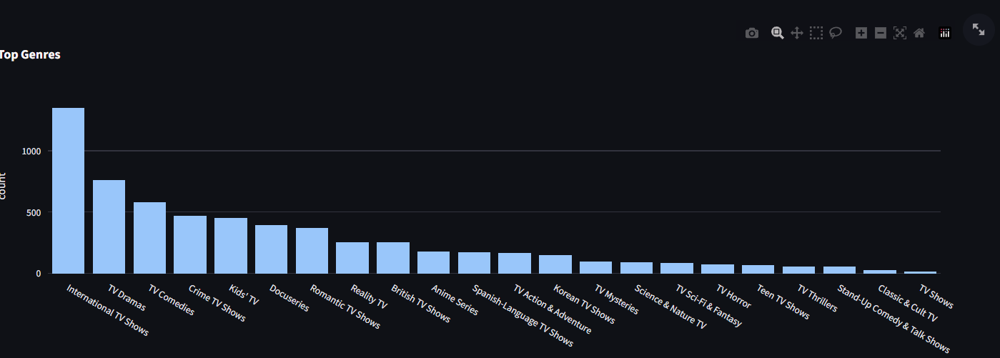 Top Genres
1000
500
0
count
International TV Shows
TV Dramas
TV Comedies
Crime TV Shows
Kids' TV
Docuseries
Romantic TV Shows
Reality TV
British TV Shows
Anime Series
Spanish-Language TV Shows
TV Action & Adventure
Korean TV Shows
TV Mysteries
Science & Nature TV
TV Sci-Fi & Fantasy
TV Horror
Teen TV Shows
TV Thrillers
Stand-Up Comedy & Talk Shows
Classic & Cult TV
TV Shows